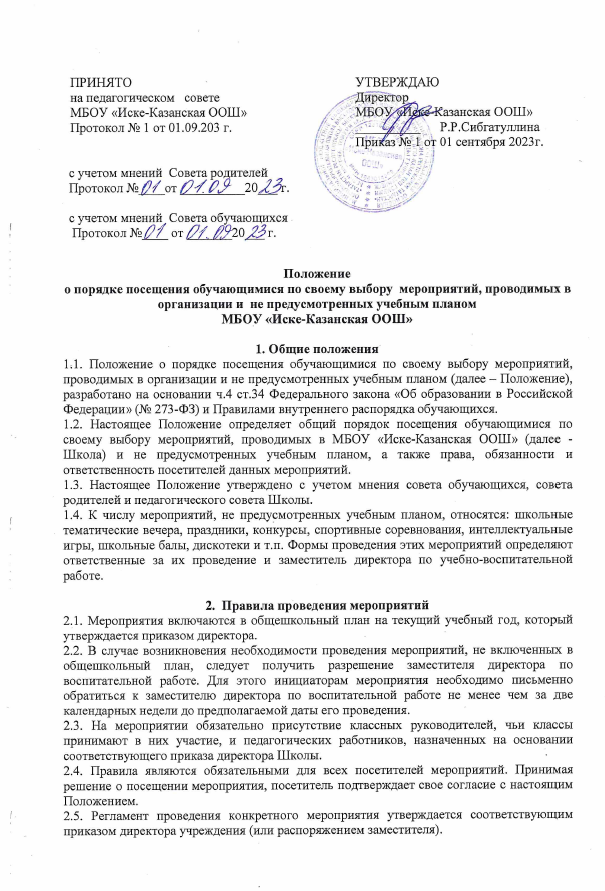 ПРИНЯТО
на педагогическом совете
МБОУ «Иске-Казанская ООШ»
Протокол № 1 от 01.09.203 г.
УТВЕРЖДАЮ
Директор
МБОУ «Иске-Казанская ООШ»
Р.Р.Сибгатуллина
Приказ № 1 от 01 сентября 2023г.
с учетом мнений Совета родителей
Протокол № 01 от 01.09 2023г.
с учетом мнений Совета обучающихся
Протокол № 01 от 01.09 2023 г.
Положение
о порядке посещения обучающимися по своему выбору мероприятий, проводимых в
организации и не предусмотренных учебным планом
МБОУ «Иске-Казанская ООШ»
1. Общие положения
1.1. Положение о порядке посещения обучающимися по своему выбору мероприятий,
проводимых в организации и не предусмотренных учебным планом (далее – Положение),
разработано на основании ч.4 ст.34 Федерального закона «Об образовании в Российской
Федерации» (№ 273-ФЗ) и Правилами внутреннего распорядка обучающихся.
1.2. Настоящее Положение определяет общий порядок посещения обучающимися по
своему выбору мероприятий, проводимых в МБОУ «Иске-Казанская ООШ» (далее -
Школа) и не предусмотренных учебным планом, а также права, обязанности и
ответственность посетителей данных мероприятий.
1.3. Настоящее Положение утверждено с учетом мнения совета обучающихся, совета
родителей и педагогического совета Школы.
1.4. К числу мероприятий, не предусмотренных учебным планом, относятся: школьные
тематические вечера, праздники, конкурсы, спортивные соревнования, интеллектуальные
игры, школьные балы, дискотеки и т.п. Формы проведения этих мероприятий определяют
ответственные за их проведение и заместитель директора по учебно-воспитательной
работе.
2. Правила проведения мероприятий
2.1. Мероприятия включаются в общешкольный план на текущий учебный год, который
утверждается приказом директора.
2.2. В случае возникновения необходимости проведения мероприятий, не включенных в
общешкольный план, следует получить разрешение заместителя директора по
воспитательной работе. Для этого инициаторам мероприятия необходимо письменно
обратиться к заместителю директора по воспитательной работе не менее чем за две
календарных недели до предполагаемой даты его проведения.
2.3. На мероприятии обязательно присутствие классных руководителей, чьи классы
принимают в них участие, и педагогических работников, назначенных на основании
соответствующего приказа директора Школы.
2.4. Правила являются обязательными для всех посетителей мероприятий. Принимая
решение о посещении мероприятия, посетитель подтверждает свое согласие с настоящим
Положением.
2.5. Регламент проведения конкретного мероприятия утверждается соответствующим
приказом директора учреждения (или распоряжением заместителя).